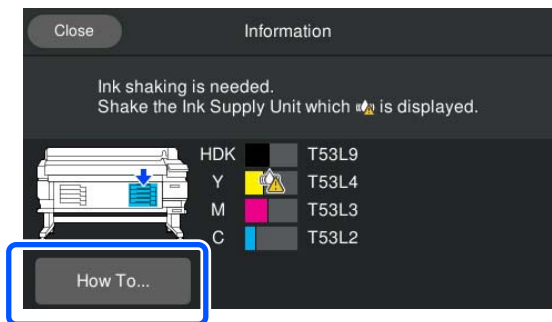 Close
Information
Ink shaking is needed.
Shake the Ink Supply Unit which is displayed.
HDK T53L9
Y T53L4
M T53L3
C T53L2
How To...